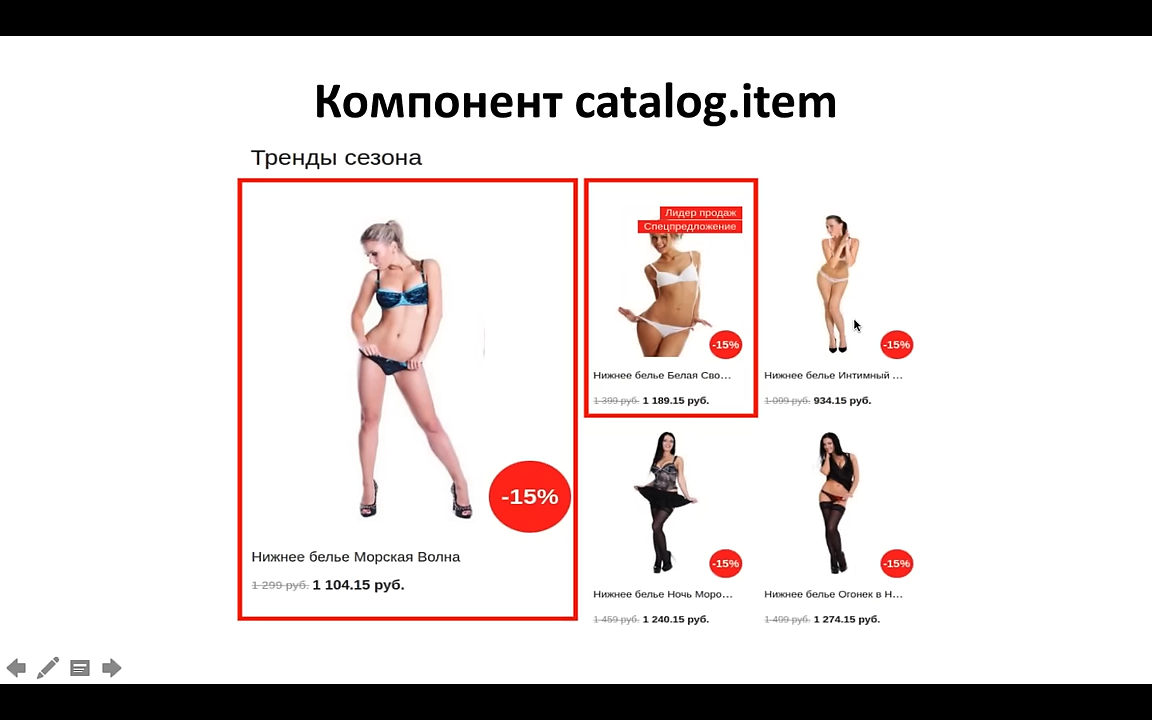 Компонент catalog.item
Тренды сезона
-15%
Нижнее белье Морская Волна
1 299 руб. 1 104.15 руб.
Лидер продаж
Спецпредложение
-15%
Нижнее белье Белая Сво...
1 399 руб. 1 189.15 руб.
-15%
Нижнее белье Интимный ...
1 099 руб. 934.15 руб.
-15%
Нижнее белье Ночь Моро...
1 459 руб. 1 240.15 руб.
-15%
Нижнее белье Огонек в Н...
1 499 руб. 1 274.15 руб.